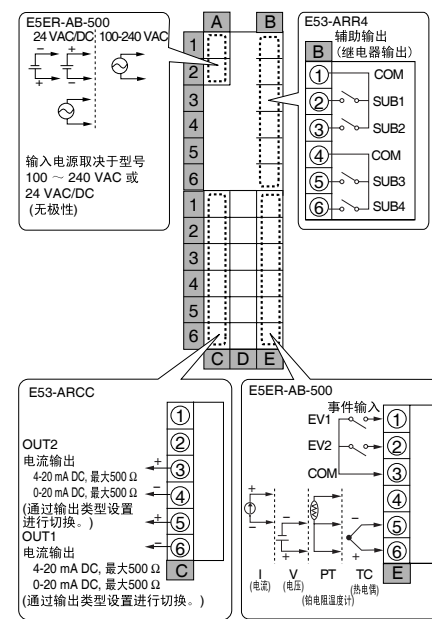 E5ER-AB-500
24 VAC/DC 100-240 VAC
输入电源取决于型号
100 ～ 240 VAC 或
24 VAC/DC
(无极性)
A B
1
2
3
4
5
6
1
2
3
4
5
6
C D E
E53-ARR4
辅助输出
(继电器输出)
B
① COM
② SUB1
③ SUB2
④ COM
⑤ SUB3
⑥ SUB4
E53-ARCC
①
②
③
④
⑤
⑥
C
OUT2
电流输出
4-20 mA DC, 最大500 Ω
0-20 mA DC, 最大500 Ω
(通过输出类型设置
进行切换。)
OUT1
电流输出
4-20 mA DC, 最大500 Ω
0-20 mA DC, 最大500 Ω
(通过输出类型设置进行切换。)
E5ER-AB-500
事件输入
EV1 ①
EV2 ②
COM ③
④
⑤
⑥
E
I V PT TC
(电流) (电压) (铂电阻温度计) (热电偶)